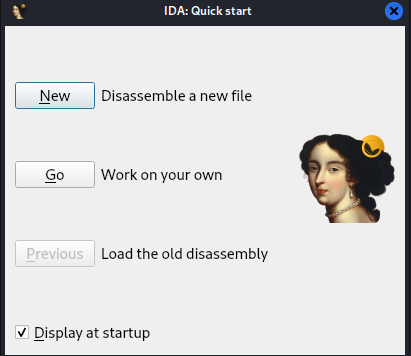 IDA: Quick start
New Disassemble a new file
Go Work on your own
Previous Load the old disassembly
Display at startup